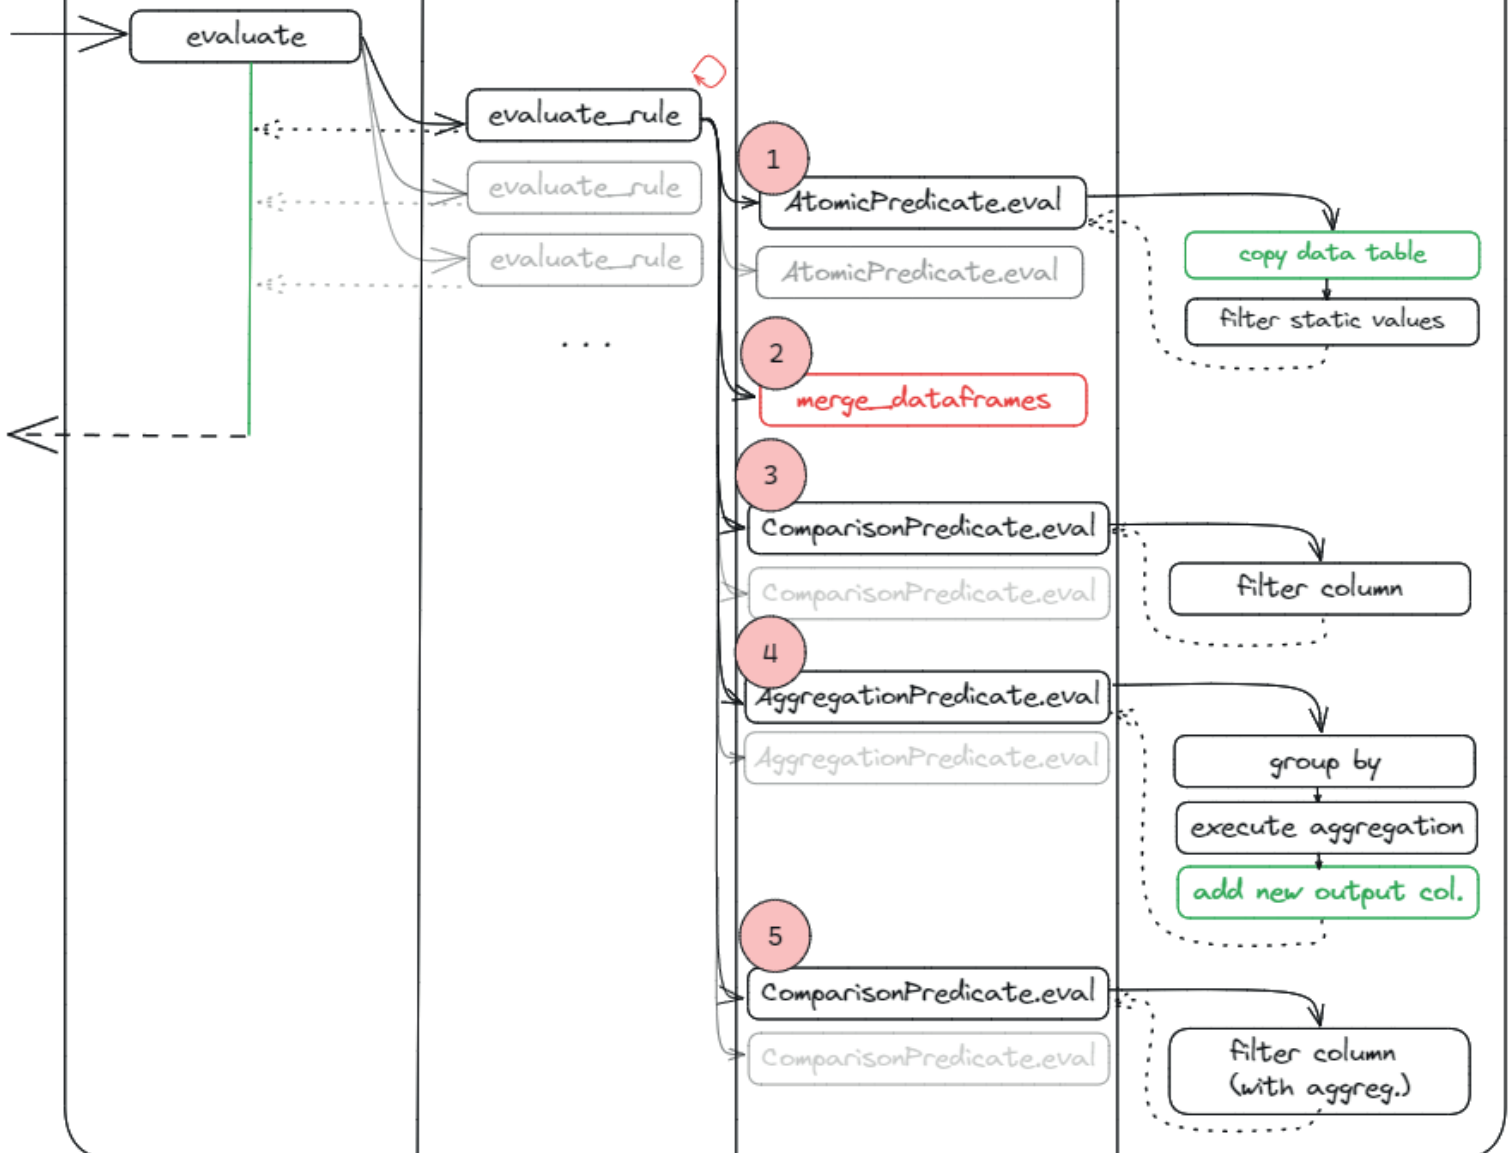 evaluate
evaluate_rule
evaluate_rule
evaluate_rule
...
1
AtomicPredicate.eval
AtomicPredicate.eval
copy data table
filter static values
2
merge_dataframes
3
ComparisonPredicate.eval
ComparisonPredicate.eval
filter column
4
AggregationPredicate.eval
AggregationPredicate.eval
group by
execute aggregation
add new output col.
5
ComparisonPredicate.eval
ComparisonPredicate.eval
filter column
(with aggreg.)